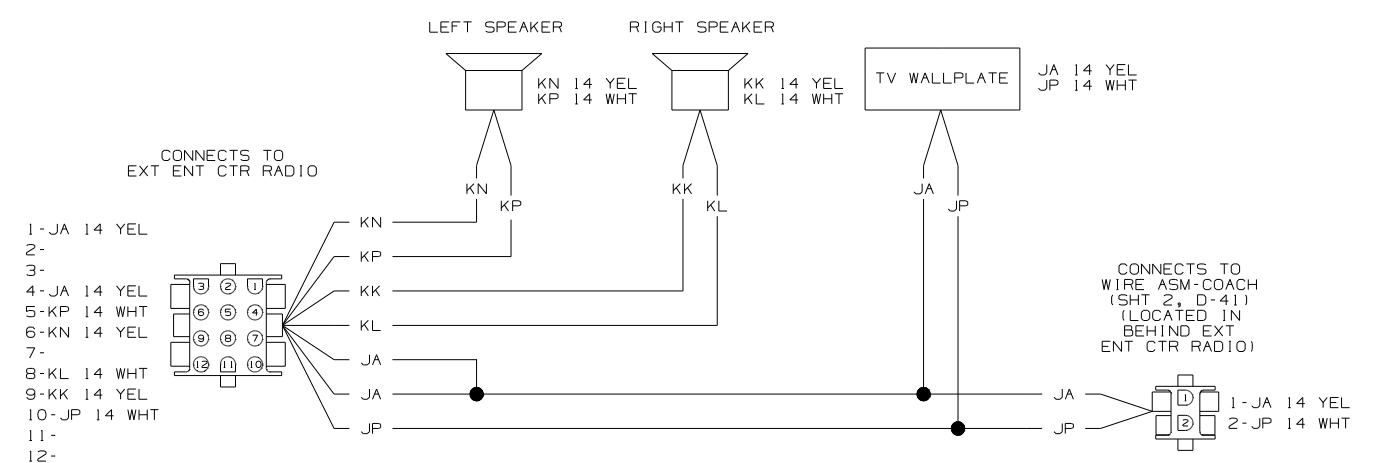 LEFT SPEAKER
RIGHT SPEAKER
KN 14 YEL
KP 14 WHT
KK 14 YEL
KL 14 WHT
TV WALLPLATE
JA 14 YEL
JP 14 WHT
CONNECTS TO
EXT ENT CTR RADIO
KN
KP
KK
KL
JA
JP
1-JA 14 YEL
2-
3-
4-JA 14 YEL
5-KP 14 WHT
6-KN 14 YEL
7-
8-KL 14 WHT
9-KK 14 YEL
10-JP 14 WHT
11-
12-
3 2 1
6 5 4
9 8 7
12 11 10
KN
KP
KK
KL
JA
JA
JP
JA
JP
CONNECTS TO
WIRE ASM-COACH
(SHT 2, D-41)
(LOCATED IN
BEHIND EXT
ENT CTR RADIO)
1
2
1-JA 14 YEL
2-JP 14 WHT